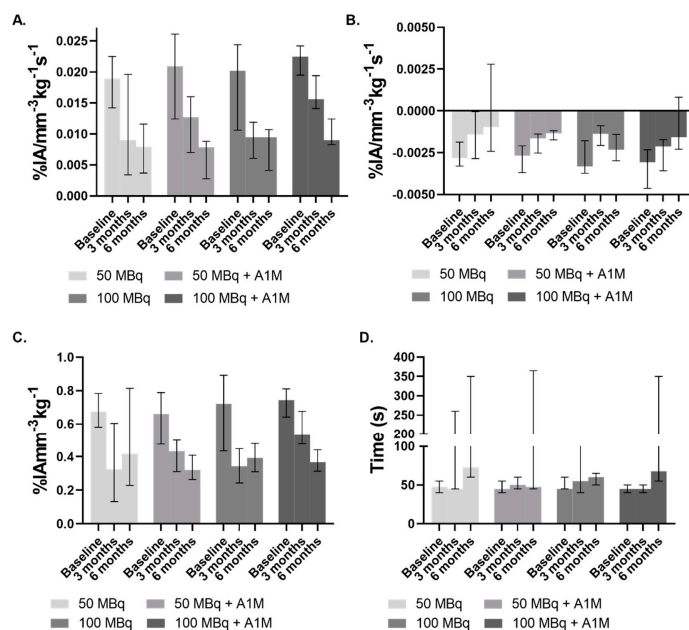 A.
%IA/mm⁻³kg⁻¹s⁻¹
0.025
0.020
0.015
0.010
0.005
0.000
Baseline
3 months
6 months
Baseline
3 months
6 months
Baseline
3 months
6 months
Baseline
3 months
6 months
50 MBq
50 MBq + A1M
100 MBq
100 MBq + A1M
B.
%IA/mm⁻³kg⁻¹s⁻¹
0.0050
0.0025
0.0000
-0.0025
-0.0050
Baseline
3 months
6 months
Baseline
3 months
6 months
Baseline
3 months
6 months
Baseline
3 months
6 months
50 MBq
50 MBq + A1M
100 MBq
100 MBq + A1M
C.
%IAmm⁻³kg⁻¹
1.0
0.8
0.6
0.4
0.2
0.0
Baseline
3 months
6 months
Baseline
3 months
6 months
Baseline
3 months
6 months
Baseline
3 months
6 months
50 MBq
50 MBq + A1M
100 MBq
100 MBq + A1M
D.
Time (s)
400
350
300
250
200
100
50
0
Baseline
3 months
6 months
Baseline
3 months
6 months
Baseline
3 months
6 months
Baseline
3 months
6 months
50 MBq
50 MBq + A1M
100 MBq
100 MBq + A1M